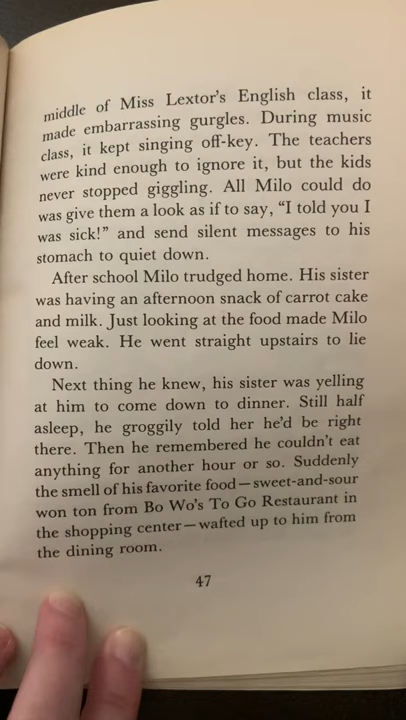 middle of Miss Lextor's English class, it
made embarrassing gurgles. During music
class, it kept singing off-key. The teachers
were kind enough to ignore it, but the kids
never stopped giggling. All Milo could do
was give them a look as if to say, “I told you I
was sick!” and send silent messages to his
stomach to quiet down.
After school Milo trudged home. His sister
was having an afternoon snack of carrot cake
and milk. Just looking at the food made Milo
feel weak. He went straight upstairs to lie
down.
Next thing he knew, his sister was yelling
at him to come down to dinner. Still half
asleep, he groggily told her he'd be right
there. Then he remembered he couldn't eat
anything for another hour or so. Suddenly
the smell of his favorite food—sweet-and-sour
won ton from Bo Wo's To Go Restaurant in
the shopping center—wafted up to him from
the dining room.
47